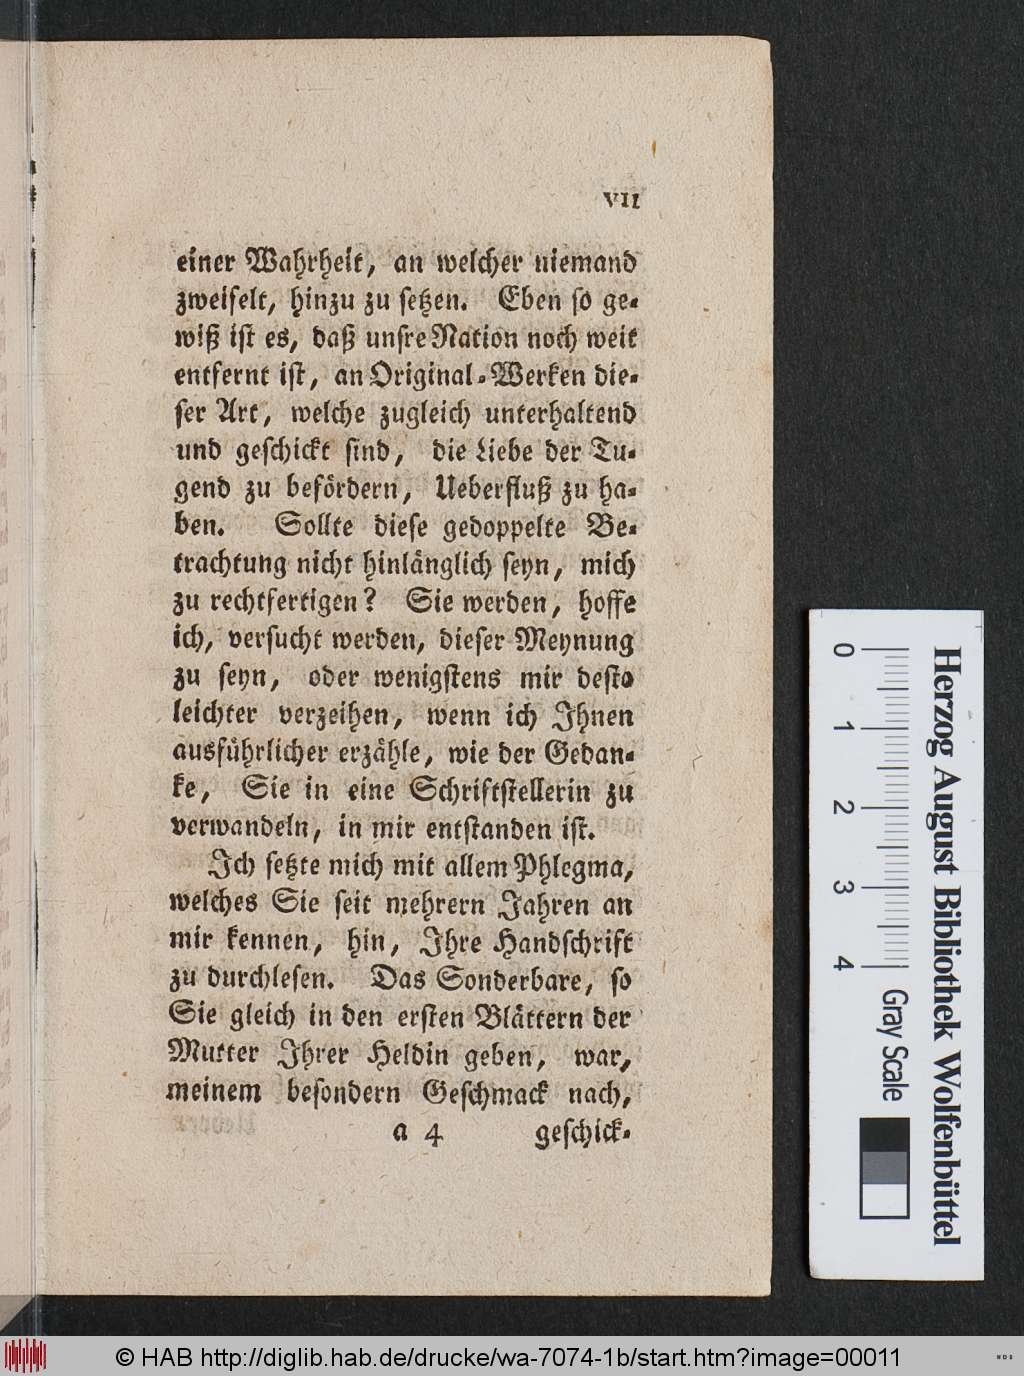 VII
einer Wahrheit, an welcher niemand
zweifelt, hinzu zu setzen. Eben so ge-
wiß ist es, daß unsre Nation noch weit
entfernt ist, an Original-Werken die-
ser Art, welche zugleich unterhaltend
und geschickt sind, die Liebe der Tu-
gend zu befördern, Ueberfluß zu ha-
ben. Sollte diese gedoppelte Be-
trachtung nicht hinlänglich seyn, mich
zu rechtfertigen? Sie werden, hoffe
ich, versucht werden, dieser Meynung
zu seyn, oder wenigstens mir desto
leichter verzeihen, wenn ich Ihnen
ausführlicher erzähle, wie der Gedan-
ke, Sie in eine Schriftstellerin zu
verwandeln, in mir entstanden ist.
Ich setzte mich mit allem Phlegma,
welches Sie seit mehrern Jahren an
mir kennen, hin, Ihre Handschrift
zu durchlesen. Das Sonderbare, so
Sie gleich in den ersten Blättern der
Mutter Ihrer Heldin geben, war,
meinem besondern Geschmack nach,
a 4 geschick-
0 1 2 3 4 Gray Scale
Herzog August Bibliothek Wolfenbüttel
© HAB http://diglib.hab.de/drucke/wa-7074-1b/start.htm?image=00011